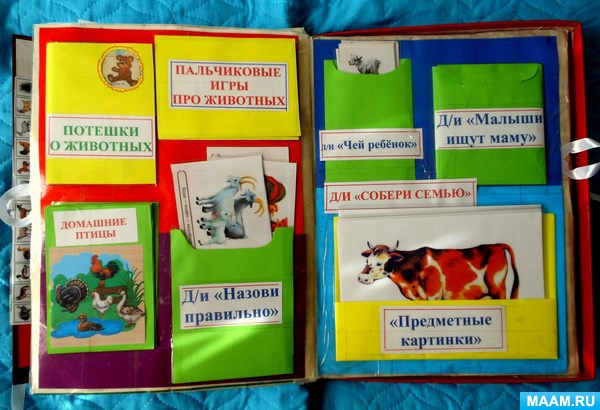 ПОТЕШКИ
О ЖИВОТНЫХ
ПАЛЬЧИКОВЫЕ
ИГРЫ
ПРО ЖИВОТНЫХ
ДОМАШНИЕ
ПТИЦЫ
Д/и «Назови
правильно»
д/и «Чей ребёнок»
Д/и «Малыши
ищут маму»
Д/И «СОБЕРИ СЕМЬЮ»
«Предметные
картинки»
MAAM.RU